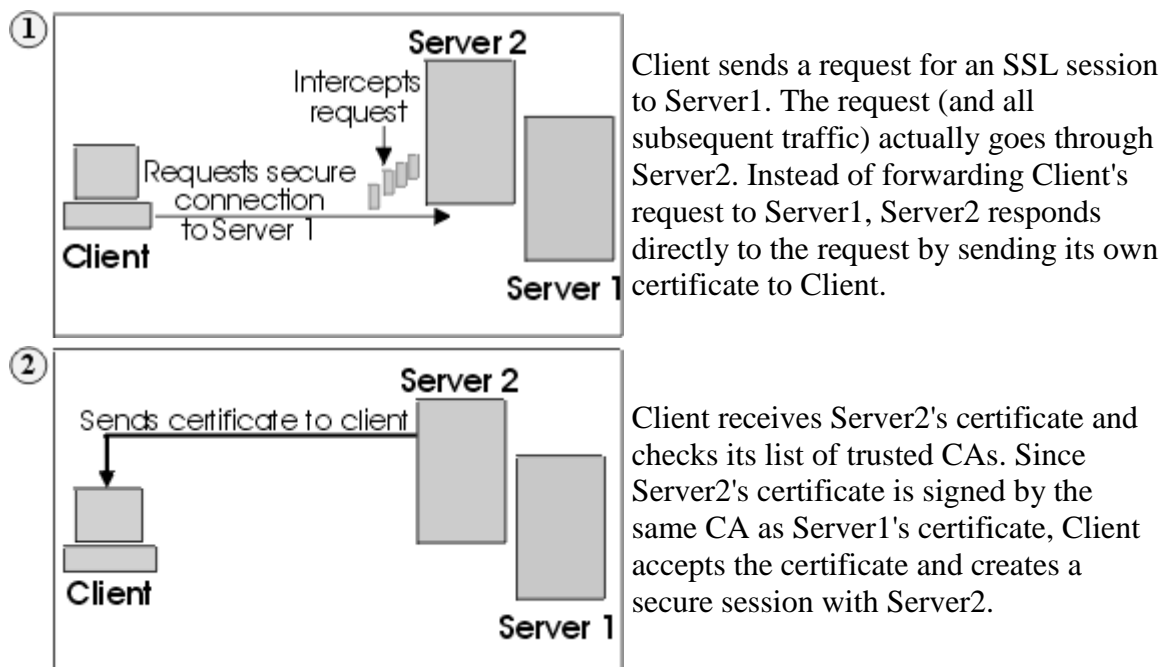 1
Server 2
Intercepts
request
Requests secure
connection
to Server 1
Client
Server 1
Client sends a request for an SSL session
to Server1. The request (and all
subsequent traffic) actually goes through
Server2. Instead of forwarding Client's
request to Server1, Server2 responds
directly to the request by sending its own
certificate to Client.
2
Server 2
Sends certificate to client
Client
Server 1
Client receives Server2's certificate and
checks its list of trusted CAs. Since
Server2's certificate is signed by the
same CA as Server1's certificate, Client
accepts the certificate and creates a
secure session with Server2.